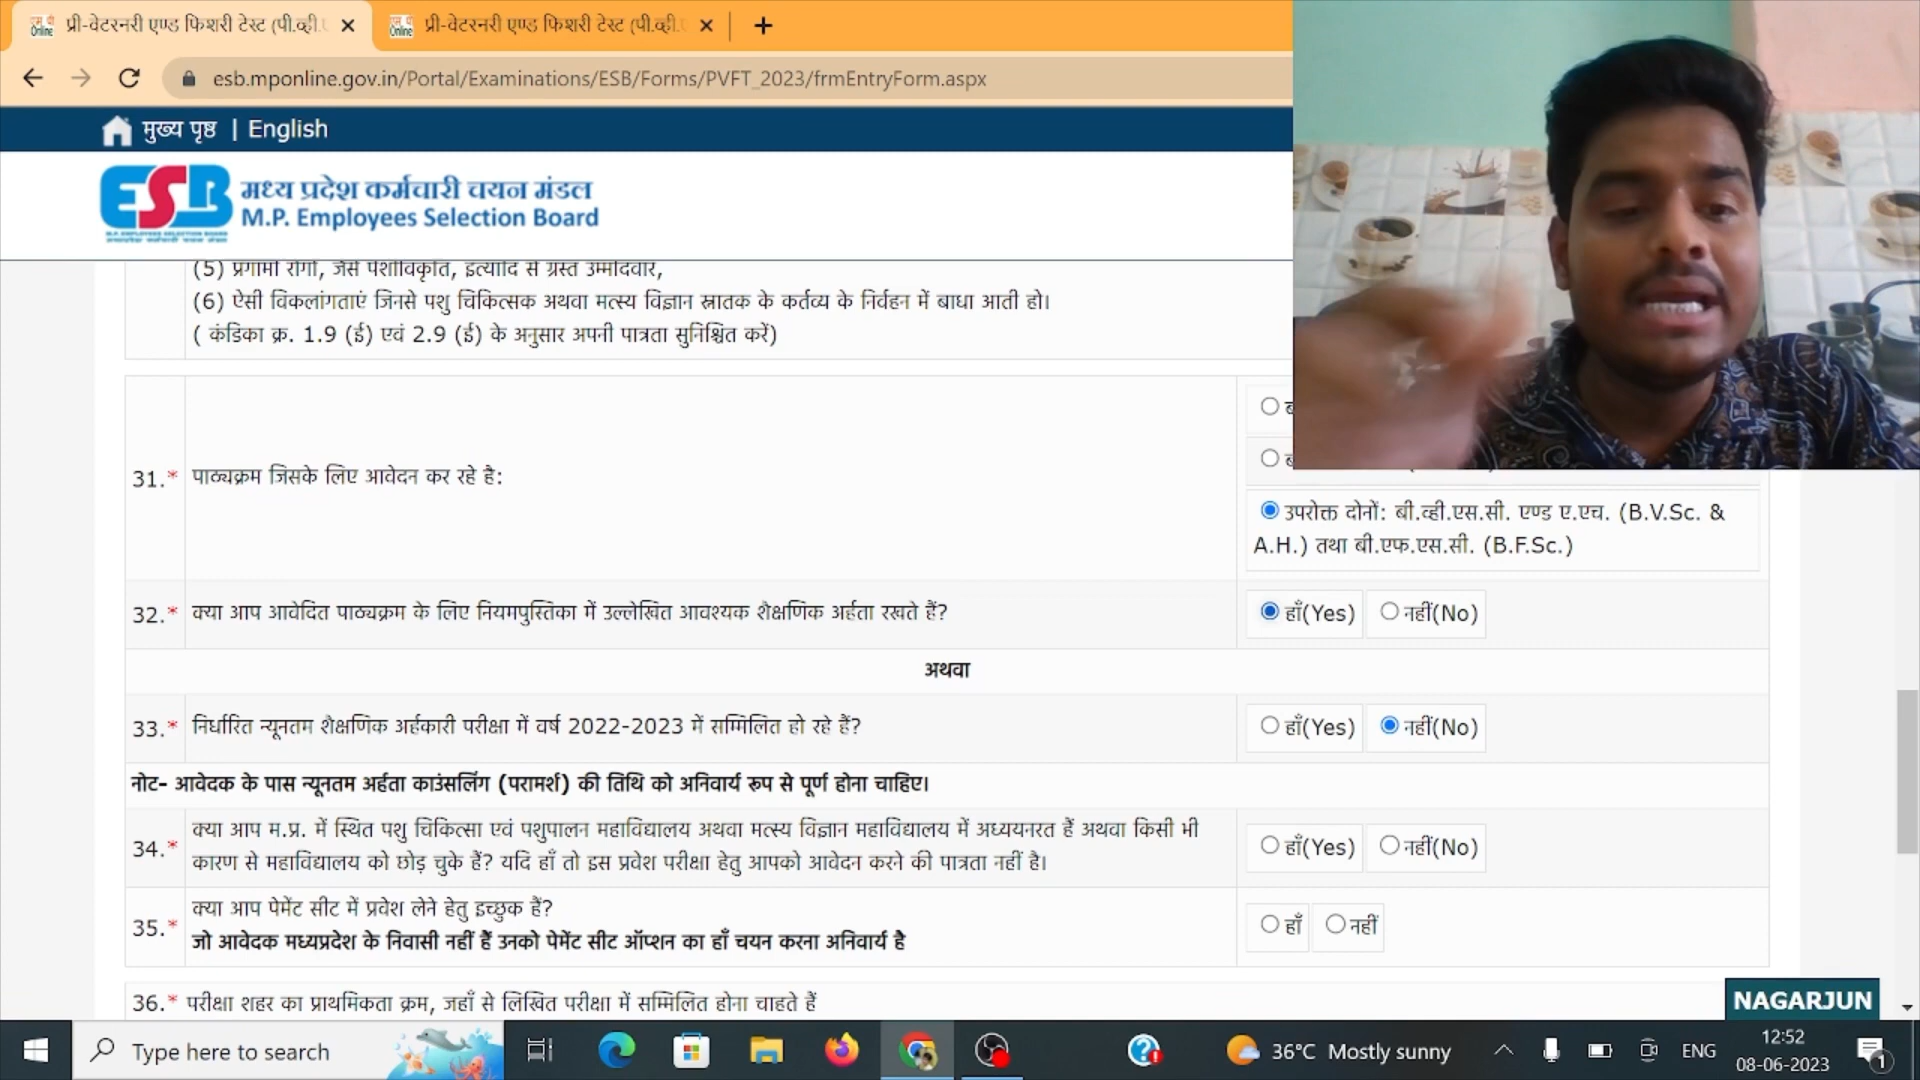 प्री-वेटरनरी एण्ड फिशरी टेस्ट (पी.व्ही.
प्री-वेटरनरी एण्ड फिशरी टेस्ट (पी.व्ही.
esb.mponline.gov.in/Portal/Examinations/ESB/Forms/PVFT_2023/frmEntryForm.aspx
मुख्य पृष्ठ | English
ESB मध्य प्रदेश कर्मचारी चयन मंडल
M.P. Employees Selection Board
(5) प्रगामी रोगों, जैसे पेशीविकृति, इत्यादि से ग्रस्त उम्मीदवार,
(6) ऐसी विकलांगताएं जिनसे पशु चिकित्सक अथवा मत्स्य विज्ञान स्नातक के कर्तव्य के निर्वहन में बाधा आती हो।
( कंडिका क्र. 1.9 (ई) एवं 2.9 (ई) के अनुसार अपनी पात्रता सुनिश्चित करें)
31.* पाठ्यक्रम जिसके लिए आवेदन कर रहे है:
उपरोक्त दोनों: बी.व्ही.एस.सी. एण्ड ए.एच. (B.V.Sc. &
A.H.) तथा बी.एफ.एस.सी. (B.F.Sc.)
32.* क्या आप आवेदित पाठ्यक्रम के लिए नियमपुस्तिका में उल्लेखित आवश्यक शैक्षणिक अर्हता रखते हैं? हाँ(Yes) नहीं(No)
अथवा
33.* निर्धारित न्यूनतम शैक्षणिक अर्हकारी परीक्षा में वर्ष 2022-2023 में सम्मिलित हो रहे हैं? हाँ(Yes) नहीं(No)
नोट- आवेदक के पास न्यूनतम अर्हता काउंसलिंग (परामर्श) की तिथि को अनिवार्य रूप से पूर्ण होना चाहिए।
34.* क्या आप म.प्र. में स्थित पशु चिकित्सा एवं पशुपालन महाविद्यालय अथवा मत्स्य विज्ञान महाविद्यालय में अध्ययनरत हैं अथवा किसी भी
कारण से महाविद्यालय को छोड़ चुके हैं? यदि हाँ तो इस प्रवेश परीक्षा हेतु आपको आवेदन करने की पात्रता नहीं है। हाँ(Yes) नहीं(No)
35.* क्या आप पेमेंट सीट में प्रवेश लेने हेतु इच्छुक हैं?
जो आवेदक मध्यप्रदेश के निवासी नहीं हैं उनको पेमेंट सीट ऑप्शन का हाँ चयन करना अनिवार्य है हाँ नहीं
36.* परीक्षा शहर का प्राथमिकता क्रम, जहाँ से लिखित परीक्षा में सम्मिलित होना चाहते हैं
NAGARJUN
Type here to search
36°C Mostly sunny
ENG
12:52
08-06-2023
1